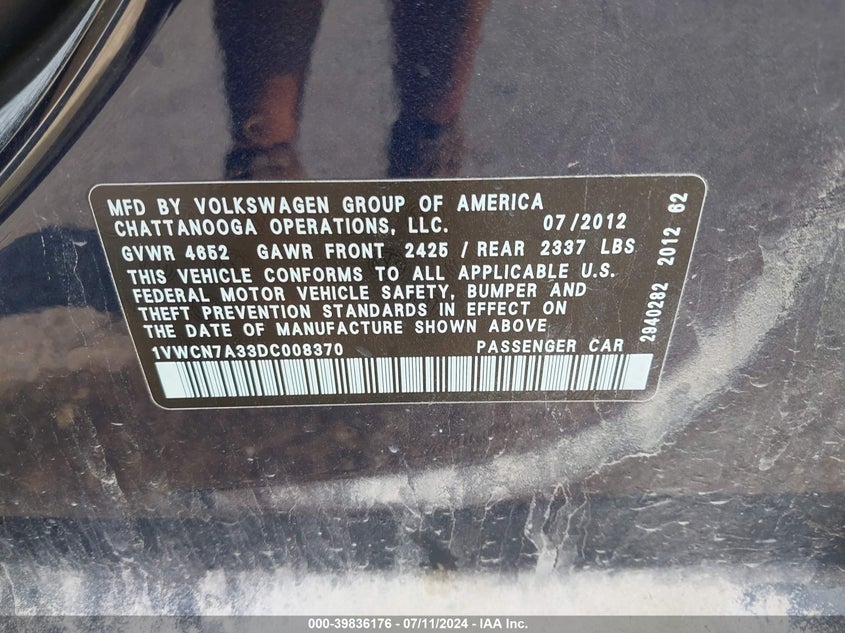 MFD BY VOLKSWAGEN GROUP OF AMERICA
CHATTANOOGA OPERATIONS, LLC. 07/2012
GVWR 4652 GAWR FRONT 2425 / REAR 2337 LBS
THIS VEHICLE CONFORMS TO ALL APPLICABLE U.S.
FEDERAL MOTOR VEHICLE SAFETY, BUMPER AND
THEFT PREVENTION STANDARDS IN EFFECT ON
THE DATE OF MANUFACTURE SHOWN ABOVE
1VWCN7A33DC008370 PASSENGER CAR
2940282 2012 62
000-39836176 - 07/11/2024 - IAA Inc.